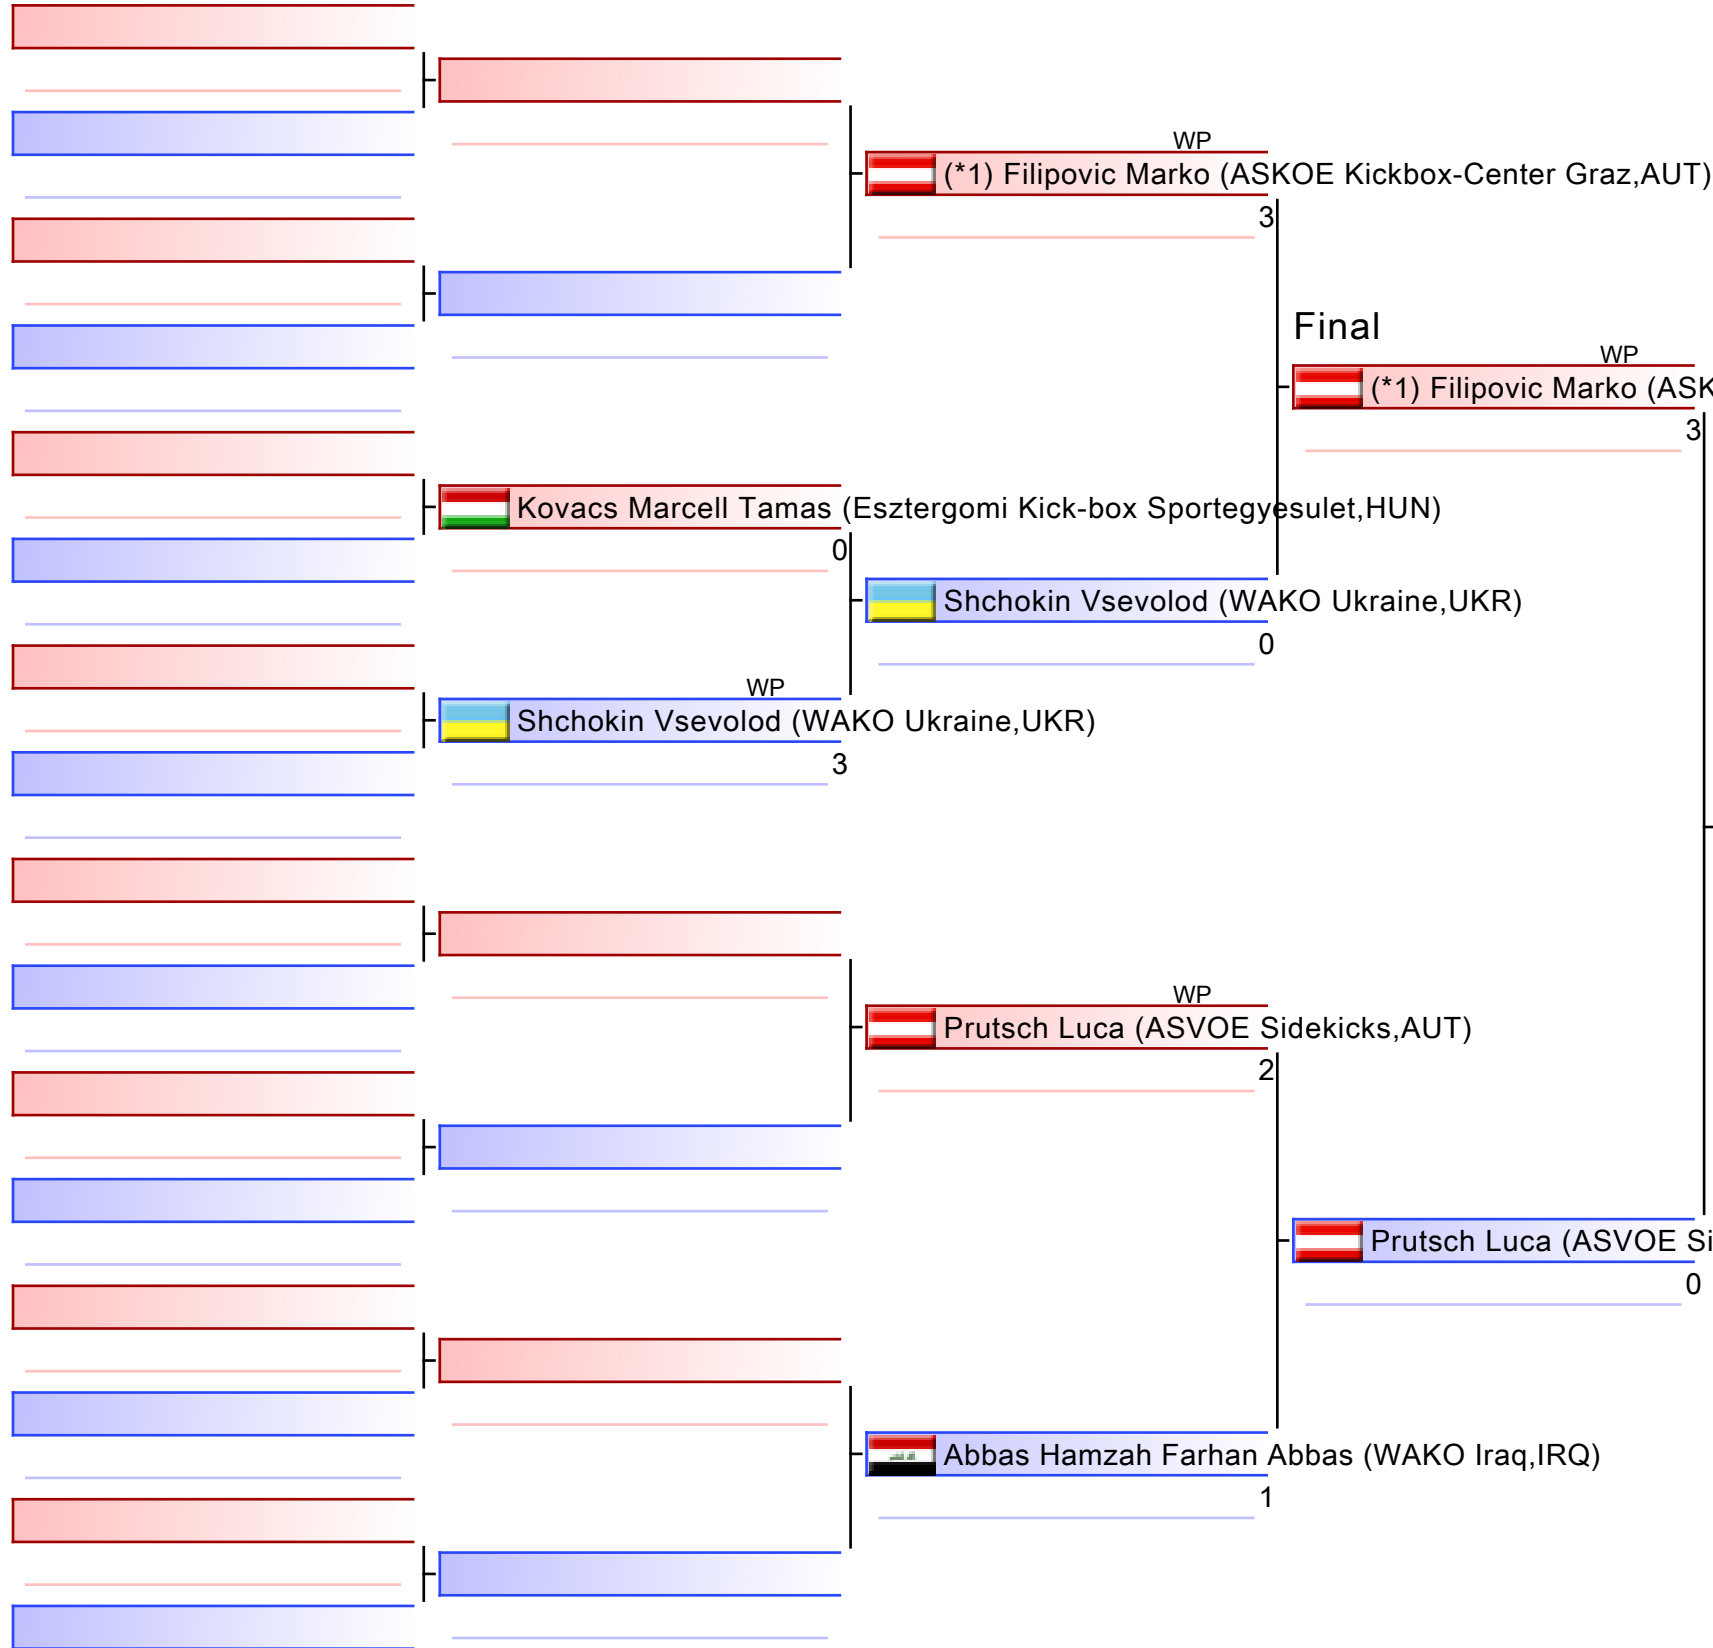 WP
(*1) Filipovic Marko (ASKOE Kickbox-Center Graz,AUT)
3
Final
WP
(*1) Filipovic Marko (ASK
3
Kovacs Marcell Tamas (Esztergomi Kick-box Sportegyesulet,HUN)
0
Shchokin Vsevolod (WAKO Ukraine,UKR)
0
WP
Shchokin Vsevolod (WAKO Ukraine,UKR)
3
WP
Prutsch Luca (ASVOE Sidekicks,AUT)
2
Prutsch Luca (ASVOE Si
0
Abbas Hamzah Farhan Abbas (WAKO Iraq,IRQ)
1